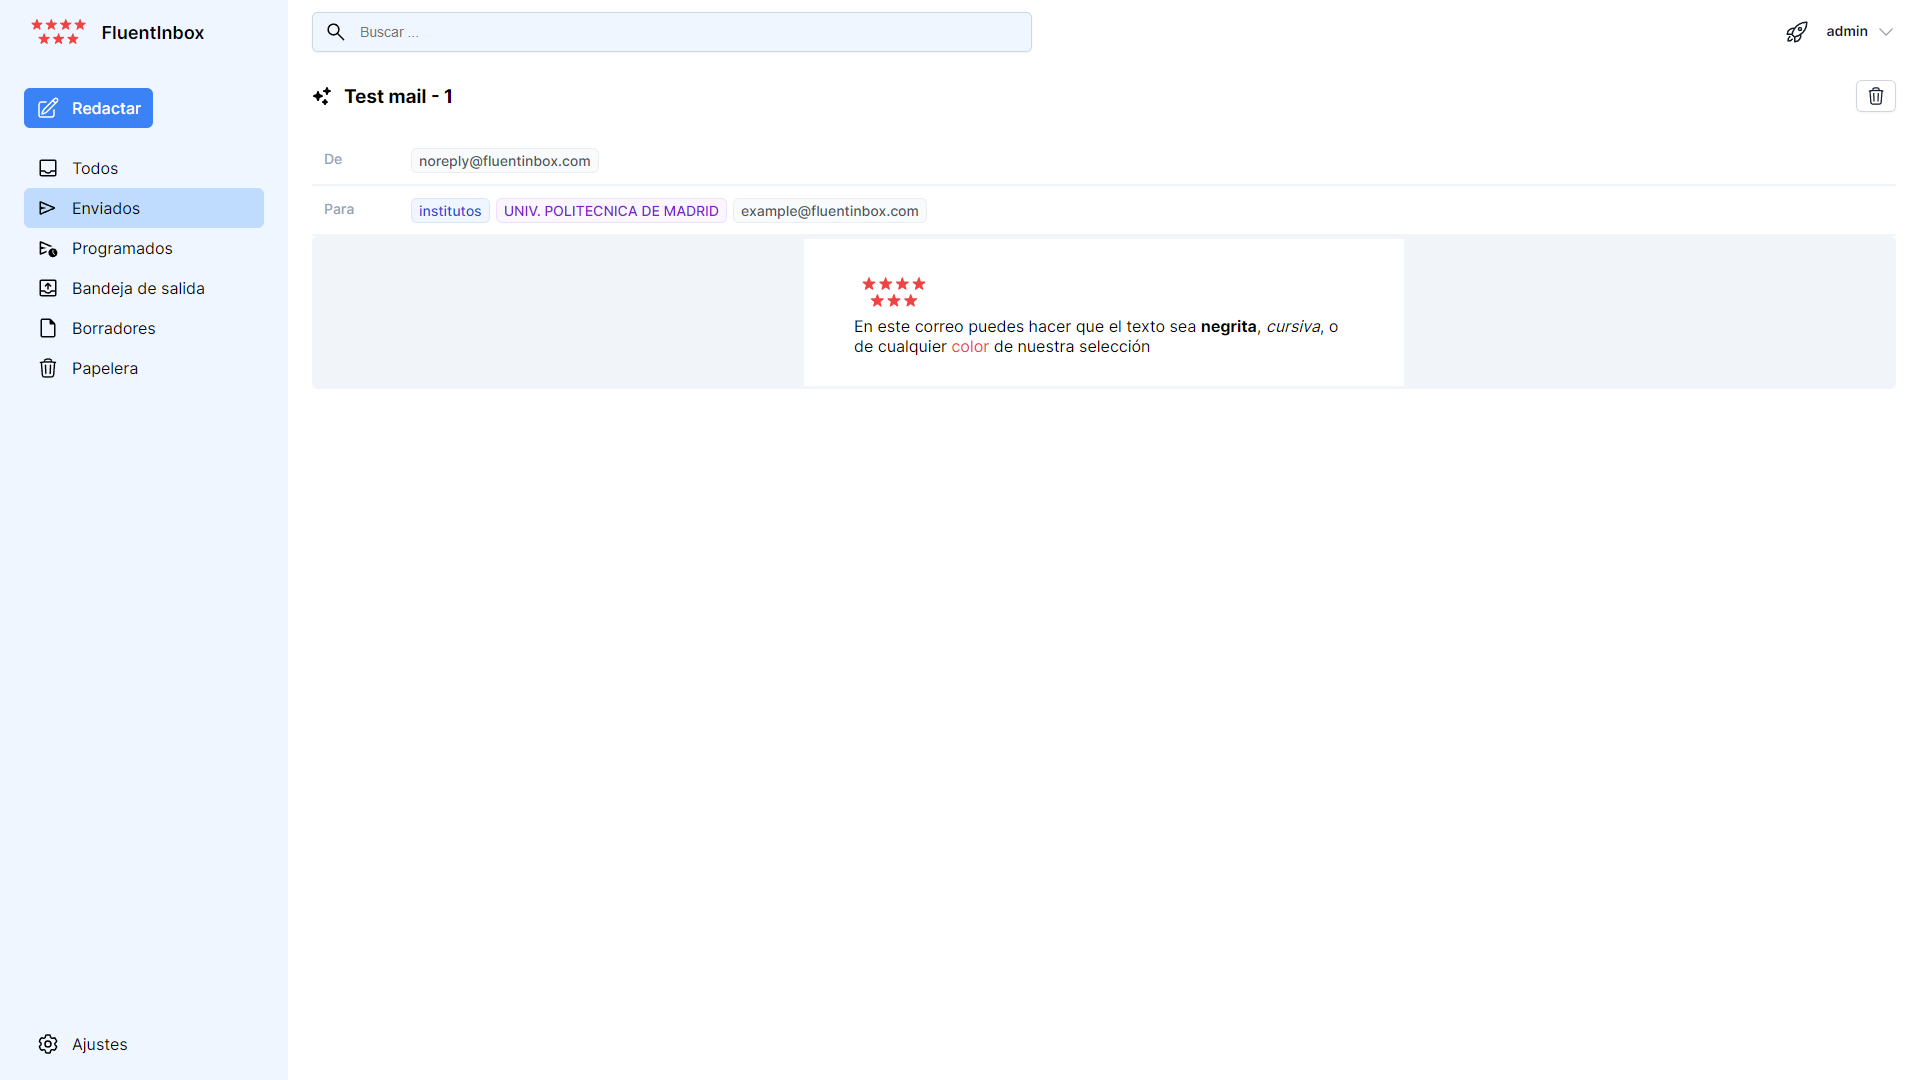 FluentInbox
Buscar ...
admin
Redactar
Test mail - 1
Todos
Enviados
Programados
Bandeja de salida
Borradores
Papelera
De
noreply@fluentinbox.com
Para
institutos
UNIV. POLITECNICA DE MADRID
example@fluentinbox.com
En este correo puedes hacer que el texto sea negrita, cursiva, o
de cualquier color de nuestra selección
Ajustes